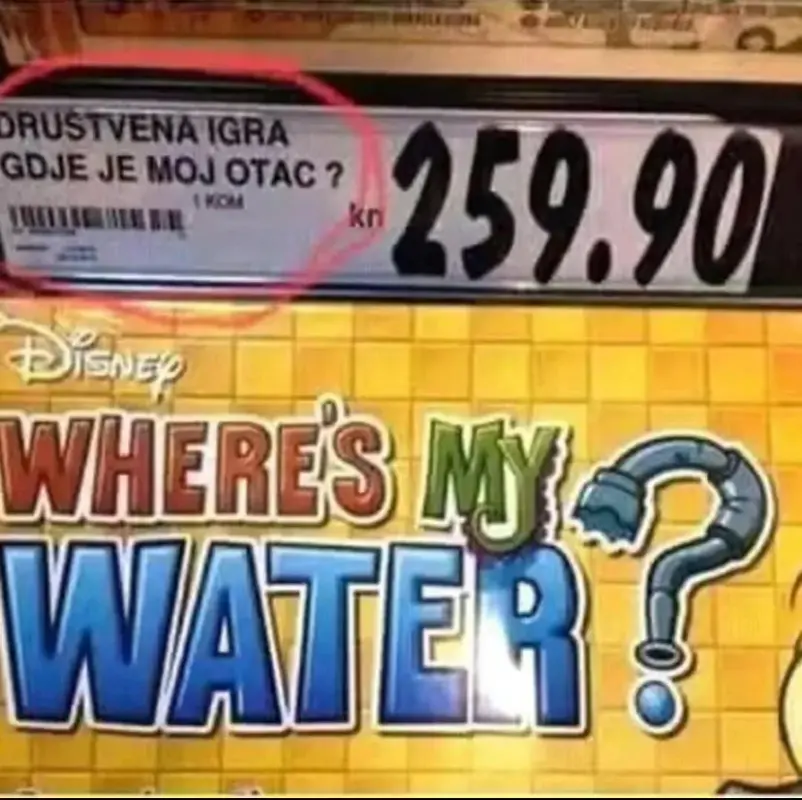 DRUŠTVENA IGRA
GDJE JE MOJ OTAC ?
1 KOM
kn 259.90
Disney
WHERE'S MY
WATER?